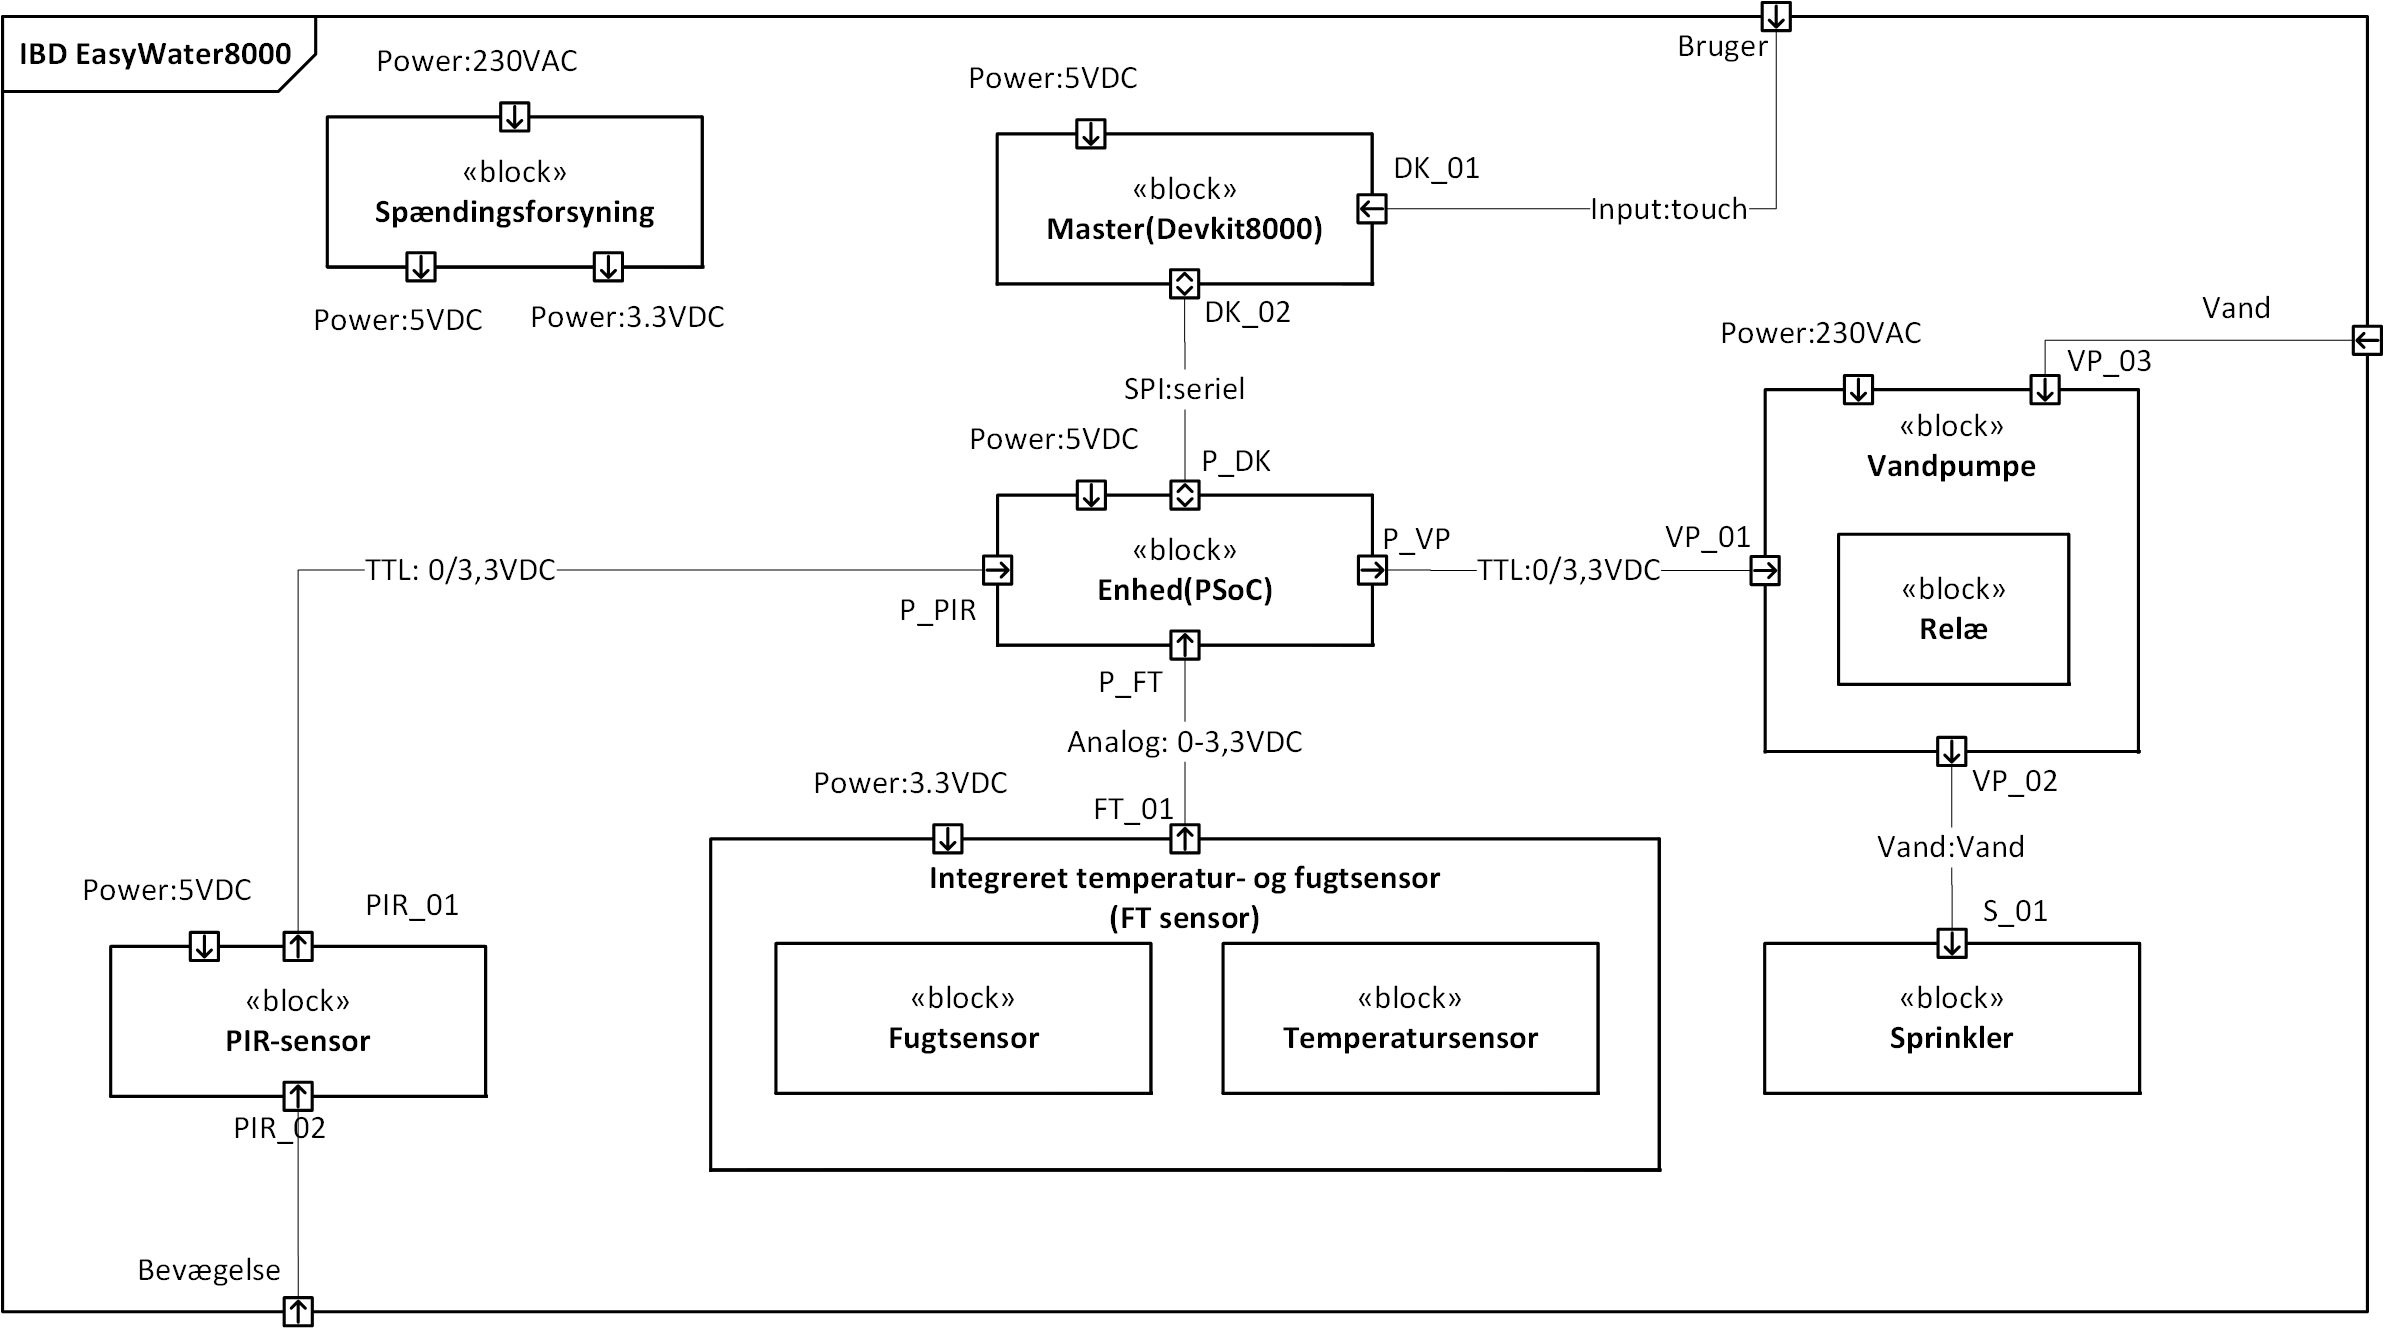 IBD EasyWater8000
Power:230VAC
«block»
Spændingsforsyning
Power:5VDC
Power:3.3VDC
Power:5VDC
«block»
Master(Devkit8000)
DK_01
Input:touch
Bruger
DK_02
SPI:seriel
Power:5VDC
P_DK
«block»
Enhed(PSoC)
P_PIR
TTL: 0/3,3VDC
P_VP
TTL:0/3,3VDC
VP_01
P_FT
Analog: 0-3,3VDC
Vand
Power:230VAC
VP_03
«block»
Vandpumpe
«block»
Relæ
VP_02
Vand:Vand
S_01
«block»
Sprinkler
Power:3.3VDC
FT_01
Integreret temperatur- og fugtsensor
(FT sensor)
«block»
Fugtsensor
«block»
Temperatursensor
Power:5VDC
PIR_01
«block»
PIR-sensor
PIR_02
Bevægelse